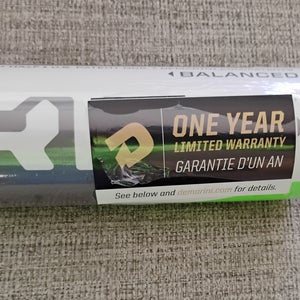 BALANCED
ONE YEAR
LIMITED WARRANTY
GARANTIE D'UN AN
See below and demarini.com for details.